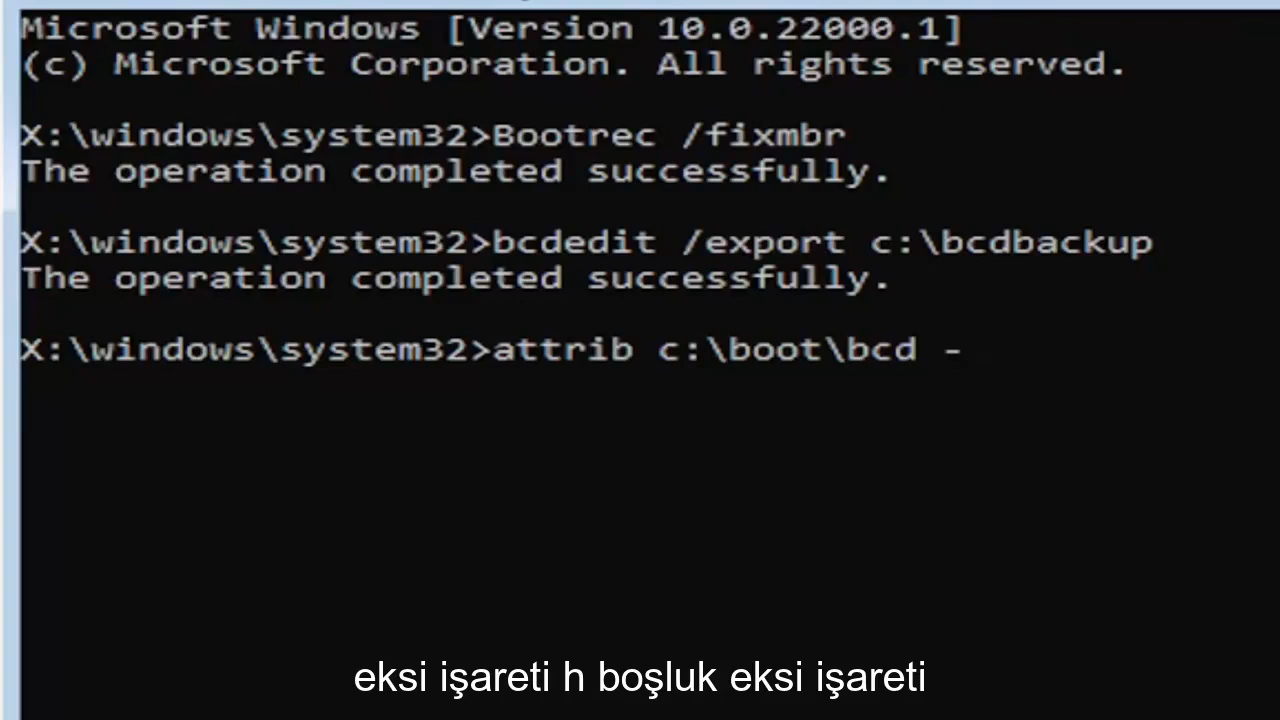 Microsoft Windows [Version 10.0.22000.1]
(c) Microsoft Corporation. All rights reserved.
X:\windows\system32>Bootrec /fixmbr
The operation completed successfully.
X:\windows\system32>bcdedit /export c:\bcdbackup
The operation completed successfully.
X:\windows\system32>attrib c:\boot\bcd -
eksi işareti h boşluk eksi işareti